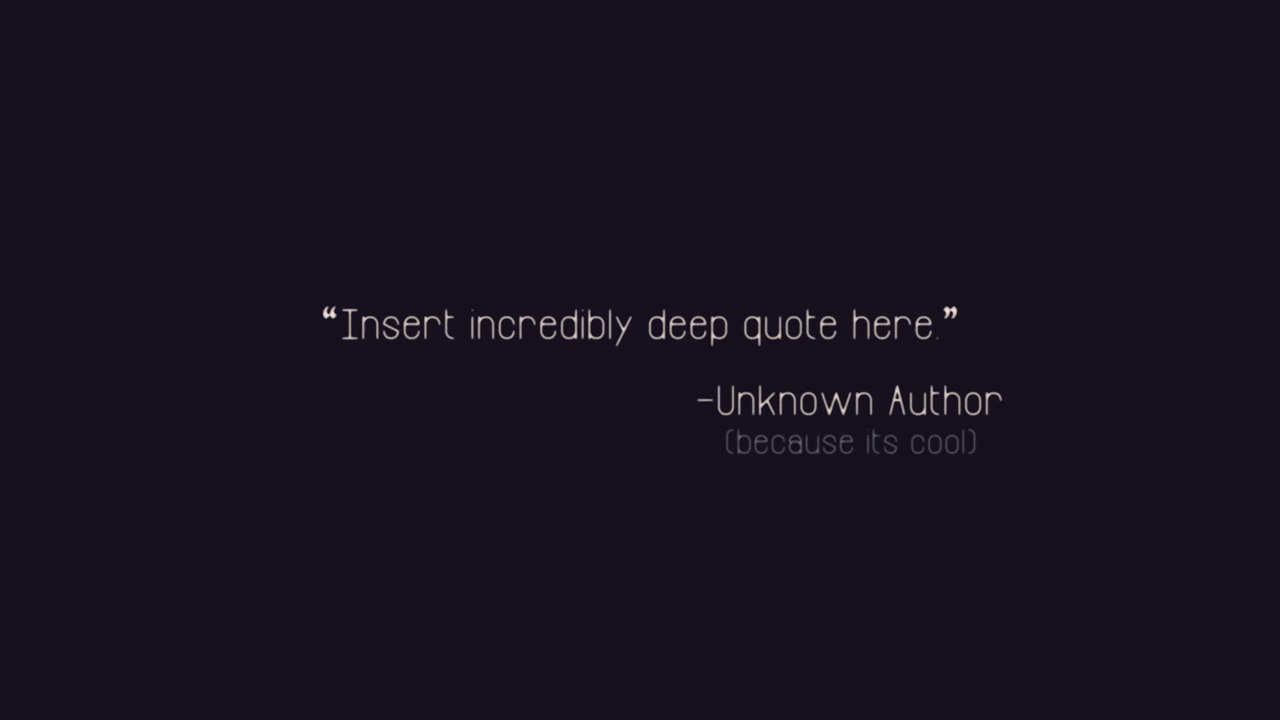 “Insert incredibly deep quote here.”
-Unknown Author
(because its cool)